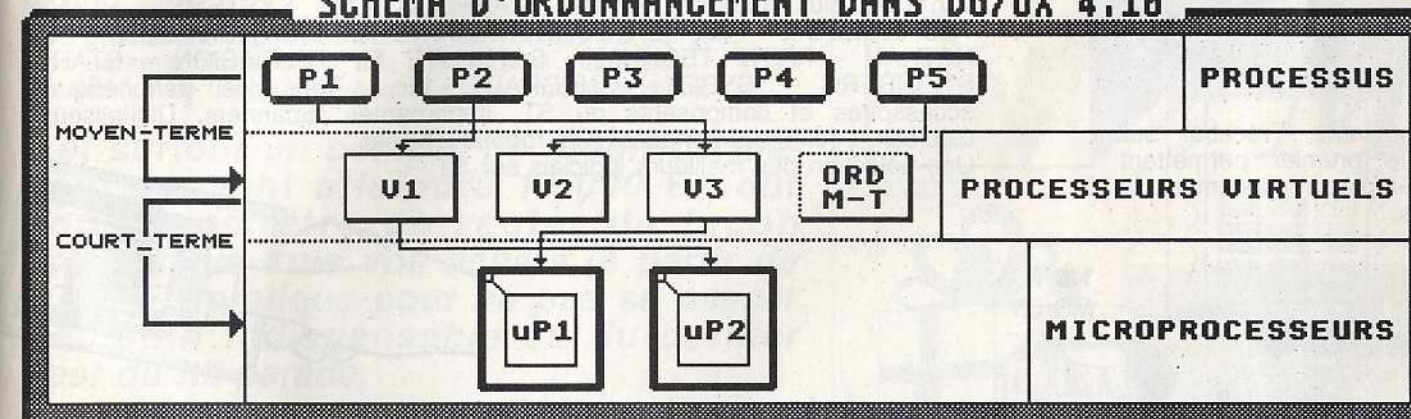 SCHEMA D'ORDONNANCEMENT DANS DG/UX 4.10
P1 P2 P3 P4 P5 PROCESSUS
MOYEN-TERME
V1 V2 V3 ORD M-T PROCESSEURS VIRTUELS
COURT_TERME
uP1 uP2 MICROPROCESSEURS